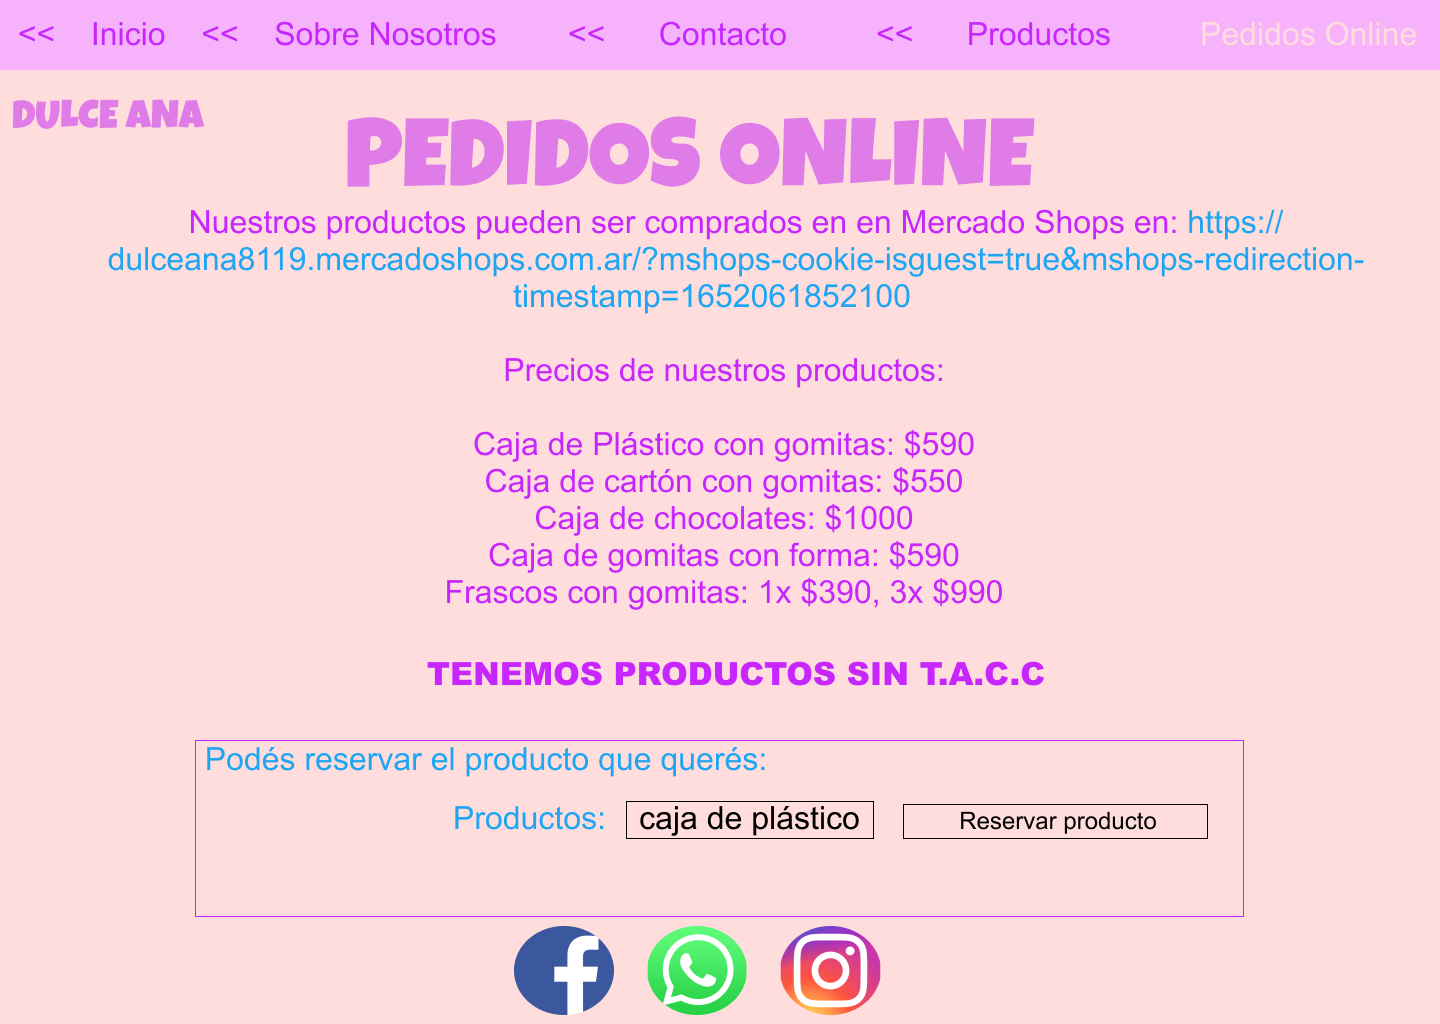 << Inicio << Sobre Nosotros << Contacto << Productos Pedidos Online
DULCE ANA
PEDIDOS ONLINE
Nuestros productos pueden ser comprados en en Mercado Shops en: https://
dulceana8119.mercadoshops.com.ar/?mshops-cookie-isguest=true&mshops-redirection-
timestamp=1652061852100
Precios de nuestros productos:
Caja de Plástico con gomitas: $590
Caja de cartón con gomitas: $550
Caja de chocolates: $1000
Caja de gomitas con forma: $590
Frascos con gomitas: 1x $390, 3x $990
TENEMOS PRODUCTOS SIN T.A.C.C
Podés reservar el producto que querés:
Productos: caja de plástico Reservar producto